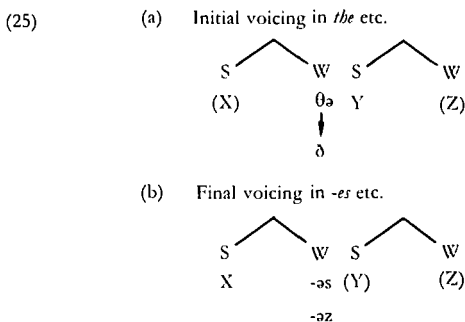 (25) (a) Initial voicing in the etc.
S W S W
(X) θə Y (Z)
ð
(b) Final voicing in -es etc.
S W S W
X -əs (Y) (Z)
-əz